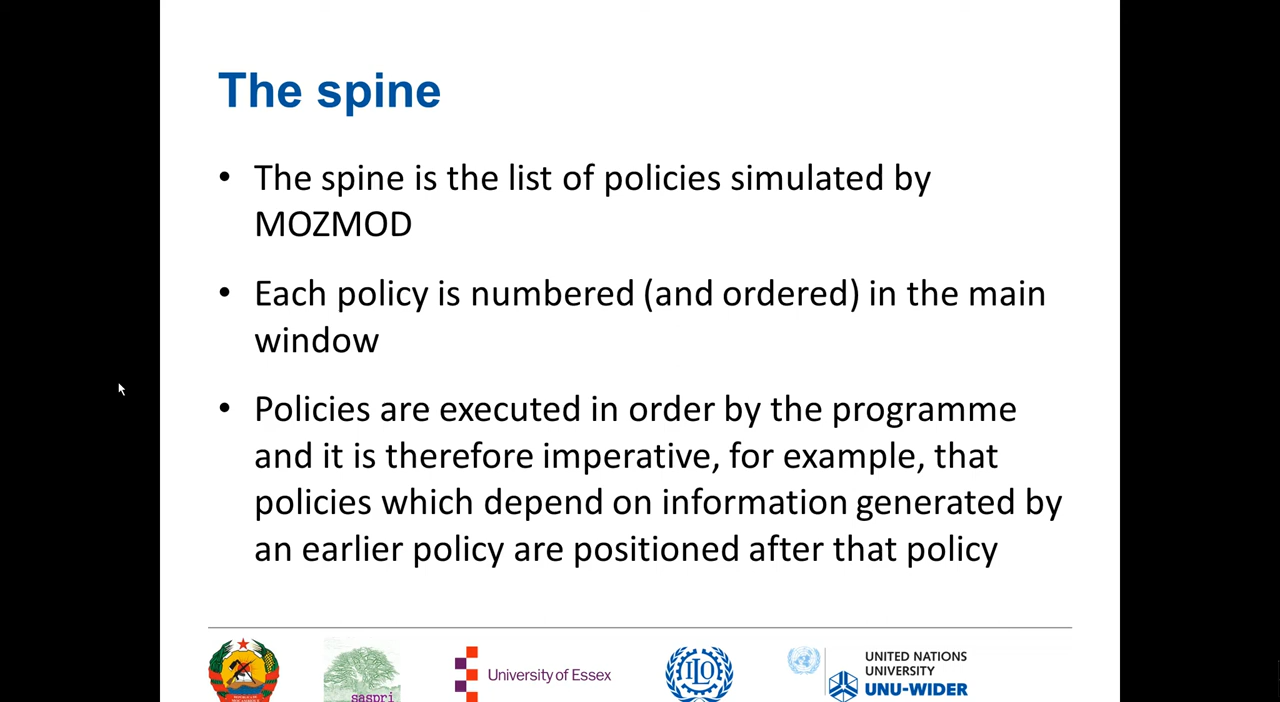 The spine
• The spine is the list of policies simulated by
MOZMOD
• Each policy is numbered (and ordered) in the main
window
• Policies are executed in order by the programme
and it is therefore imperative, for example, that
policies which depend on information generated by
an earlier policy are positioned after that policy
saspri
University of Essex
ILO
UNITED NATIONS
UNIVERSITY
UNU-WIDER